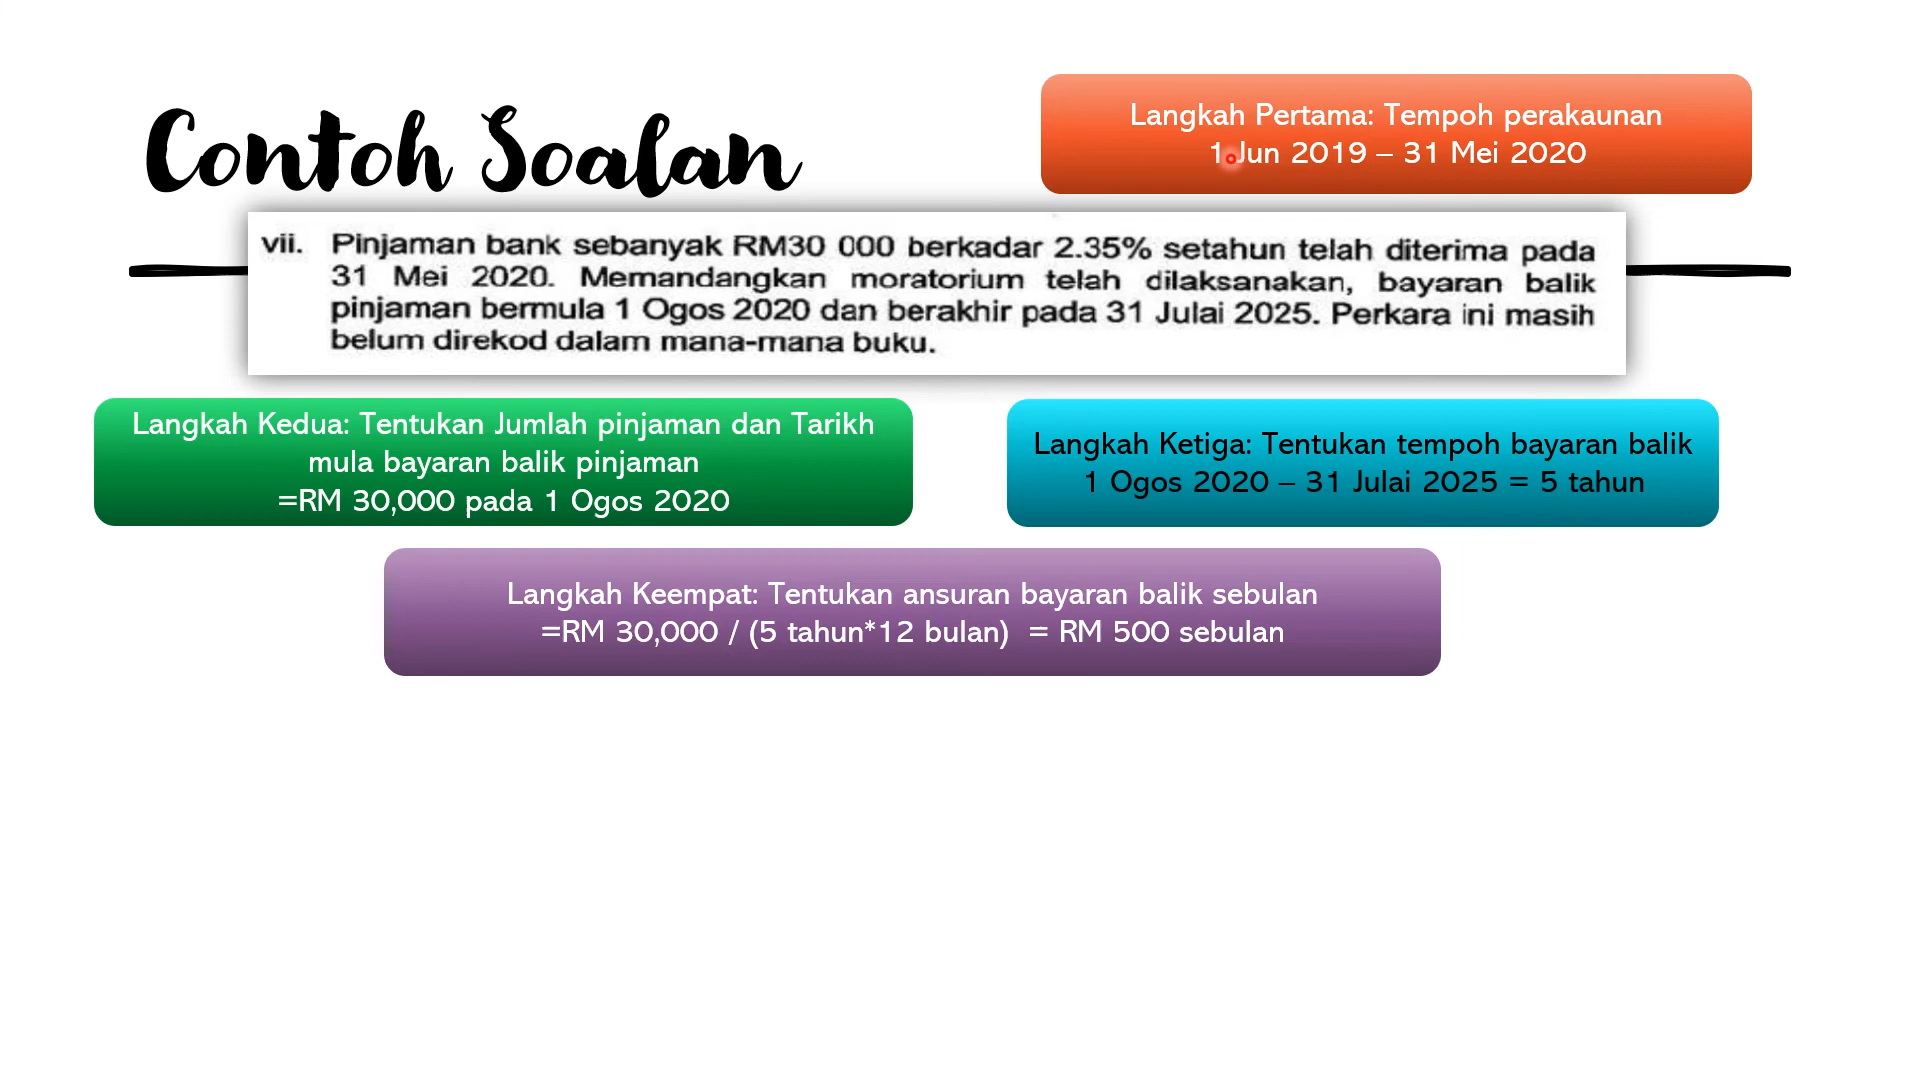 Contoh Soalan
Langkah Pertama: Tempoh perakaunan
1 Jun 2019 – 31 Mei 2020
vii. Pinjaman bank sebanyak RM30 000 berkadar 2.35% setahun telah diterima pada
31 Mei 2020. Memandangkan moratorium telah dilaksanakan, bayaran balik
pinjaman bermula 1 Ogos 2020 dan berakhir pada 31 Julai 2025. Perkara ini masih
belum direkod dalam mana-mana buku.
Langkah Kedua: Tentukan Jumlah pinjaman dan Tarikh
mula bayaran balik pinjaman
=RM 30,000 pada 1 Ogos 2020
Langkah Ketiga: Tentukan tempoh bayaran balik
1 Ogos 2020 – 31 Julai 2025 = 5 tahun
Langkah Keempat: Tentukan ansuran bayaran balik sebulan
=RM 30,000 / (5 tahun*12 bulan)  = RM 500 sebulan